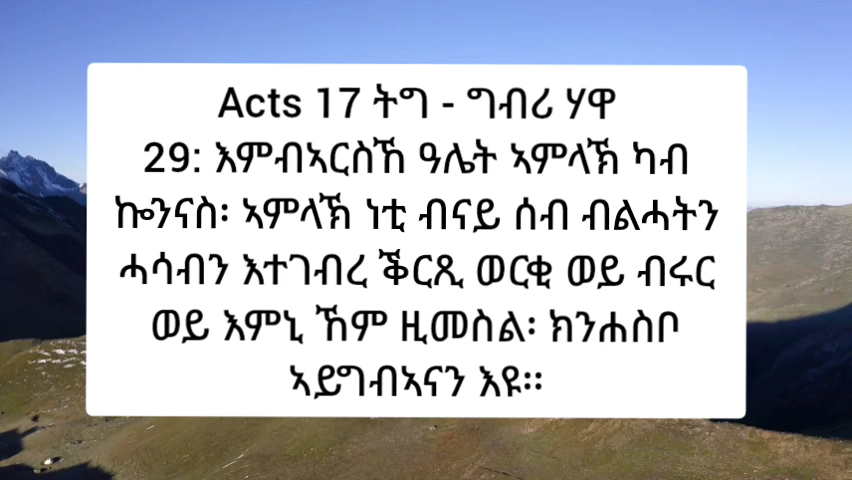 Acts 17 ትግ - ግብሪ ሃዋ
29: እምብኣርስኸ ዓሌት ኣምላኽ ካብ
ኰንናስ፡ ኣምላኽ ነቲ ብናይ ሰብ ብልሓትን
ሓሳብን እተገብረ ቕርጺ ወርቂ ወይ ብሩር
ወይ እምኒ ኸም ዚመስል፡ ክንሐስቦ
ኣይግብኣናን እዩ።